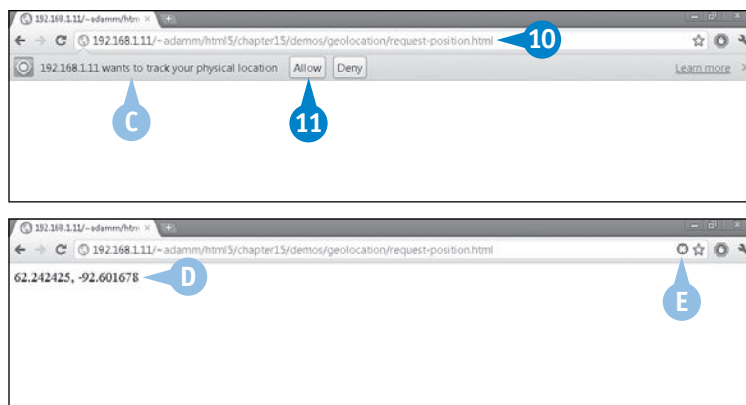 192.168.1.11/~adamm/htm
192.168.1.11/~adamm/html5/chapter15/demos/geolocation/request-position.html
10
192.168.1.11 wants to track your physical location Allow Deny Learn more
C
11
192.168.1.11/~adamm/htm
192.168.1.11/~adamm/html5/chapter15/demos/geolocation/request-position.html
62.242425, -92.601678
D
E